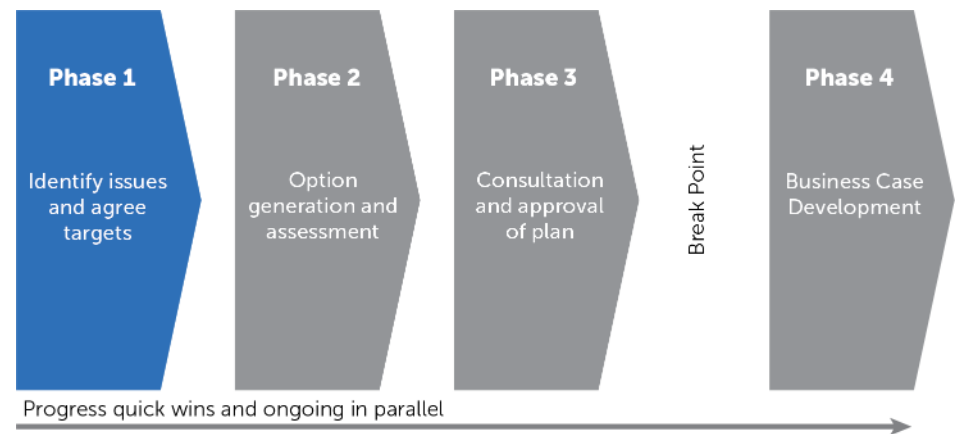 Phase 1
Identify issues
and agree
targets
Phase 2
Option
generation and
assessment
Phase 3
Consultation
and approval
of plan
Break Point
Phase 4
Business Case
Development
Progress quick wins and ongoing in parallel